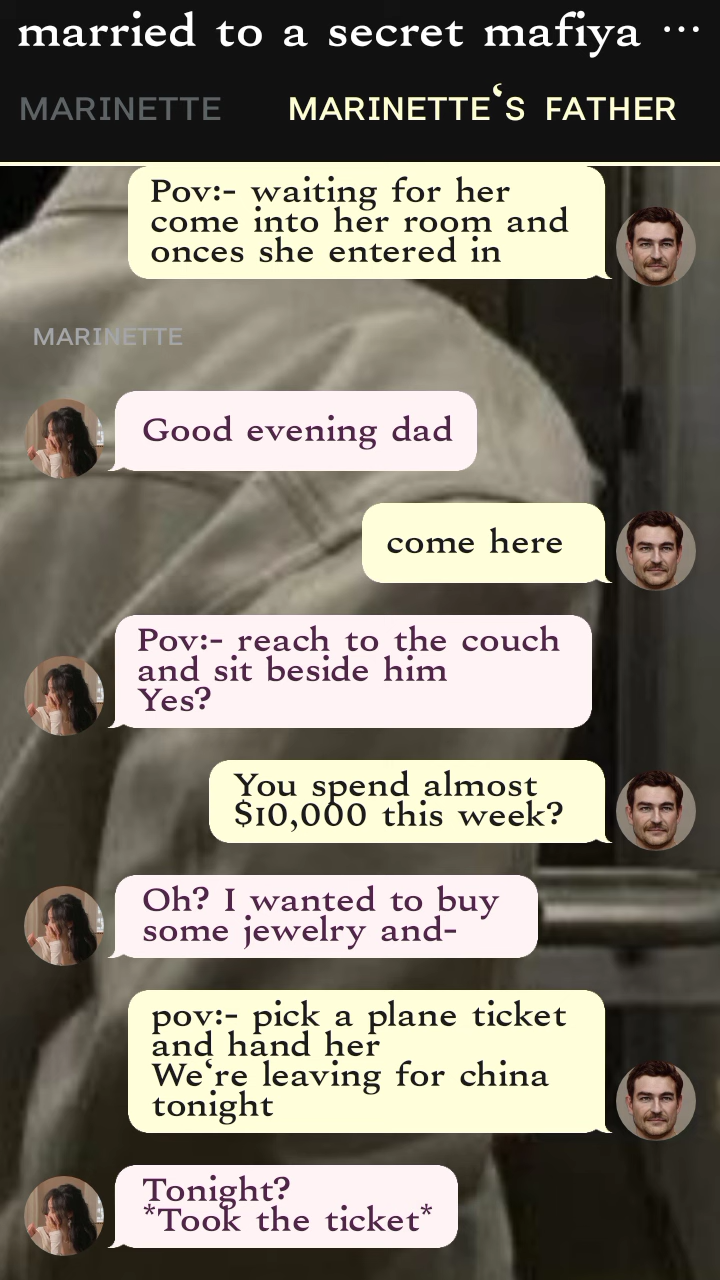 married to a secret mafiya ...
MARINETTE
MARINETTE‘S FATHER
Pov:- waiting for her
come into her room and
onces she entered in
MARINETTE
Good evening dad
come here
Pov:- reach to the couch
and sit beside him
Yes?
You spend almost
$10,000 this week?
Oh? I wanted to buy
some jewelry and-
pov:- pick a plane ticket
and hand her
We‘re leaving for china
tonight
Tonight?
*Took the ticket*